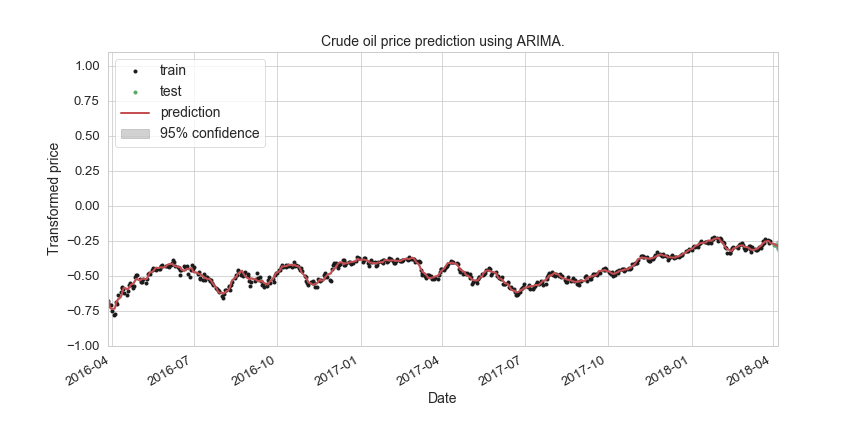 Crude oil price prediction using ARIMA.
train
test
prediction
95% confidence
Transformed price
1.00
0.75
0.50
0.25
0.00
−0.25
−0.50
−0.75
−1.00
2016-04
2016-07
2016-10
2017-01
2017-04
2017-07
2017-10
2018-01
2018-04
Date